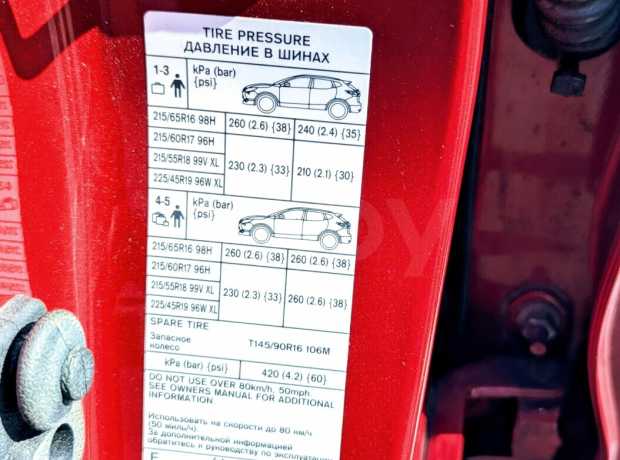 TIRE PRESSURE
ДАВЛЕНИЕ В ШИНАХ
1-3 kPa (bar) {psi}
215/65R16 98H 260 (2.6) {38} 240 (2.4) {35}
215/60R17 96H
215/55R18 99V XL 230 (2.3) {33} 210 (2.1) {30}
225/45R19 96W XL
4-5 kPa (bar) {psi}
215/65R16 98H 260 (2.6) {38} 260 (2.6) {38}
215/60R17 96H
215/55R18 99V XL 230 (2.3) {33} 260 (2.6) {38}
225/45R19 96W XL
SPARE TIRE
Запасное колесо T145/90R16 106M
kPa (bar) {psi} 420 (4.2) {60}
DO NOT USE OVER 80km/h, 50mph.
SEE OWNERS MANUAL FOR ADDITIONAL
INFORMATION
Использовать на скорости до 80 км/ч
(50 миль/ч).
За дополнительной информацией
обратитесь к руководству по эксплуат